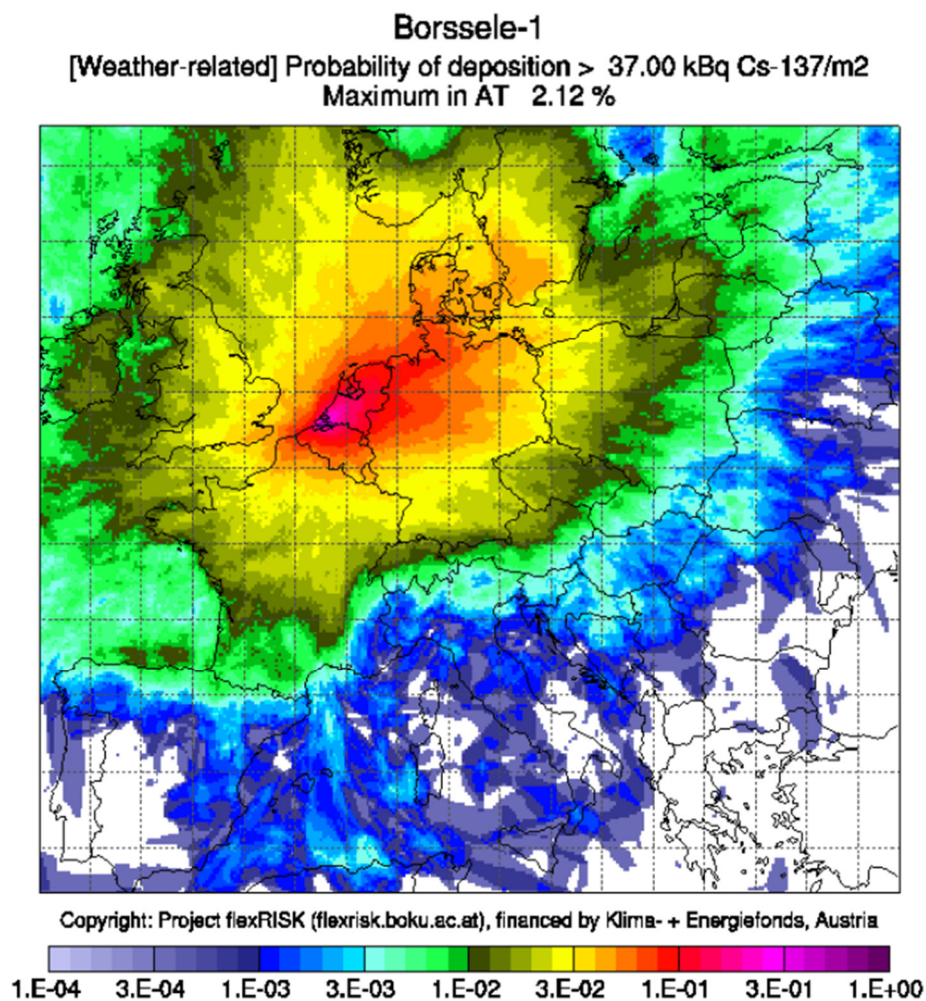 Borssele-1
[Weather-related] Probability of deposition > 37.00 kBq Cs-137/m2
Maximum in AT 2.12 %
Copyright: Project flexRISK (flexrisk.boku.ac.at), financed by Klima- + Energiefonds, Austria
1.E-04 3.E-04 1.E-03 3.E-03 1.E-02 3.E-02 1.E-01 3.E-01 1.E+00